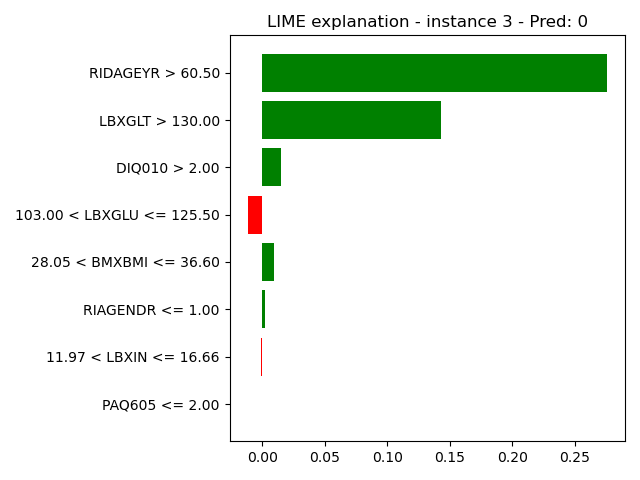 LIME explanation - instance 3 - Pred: 0
RIDAGEYR > 60.50
LBXGLT > 130.00
DIQ010 > 2.00
103.00 < LBXGLU <= 125.50
28.05 < BMXBMI <= 36.60
RIAGENDR <= 1.00
11.97 < LBXIN <= 16.66
PAQ605 <= 2.00
0.00 0.05 0.10 0.15 0.20 0.25